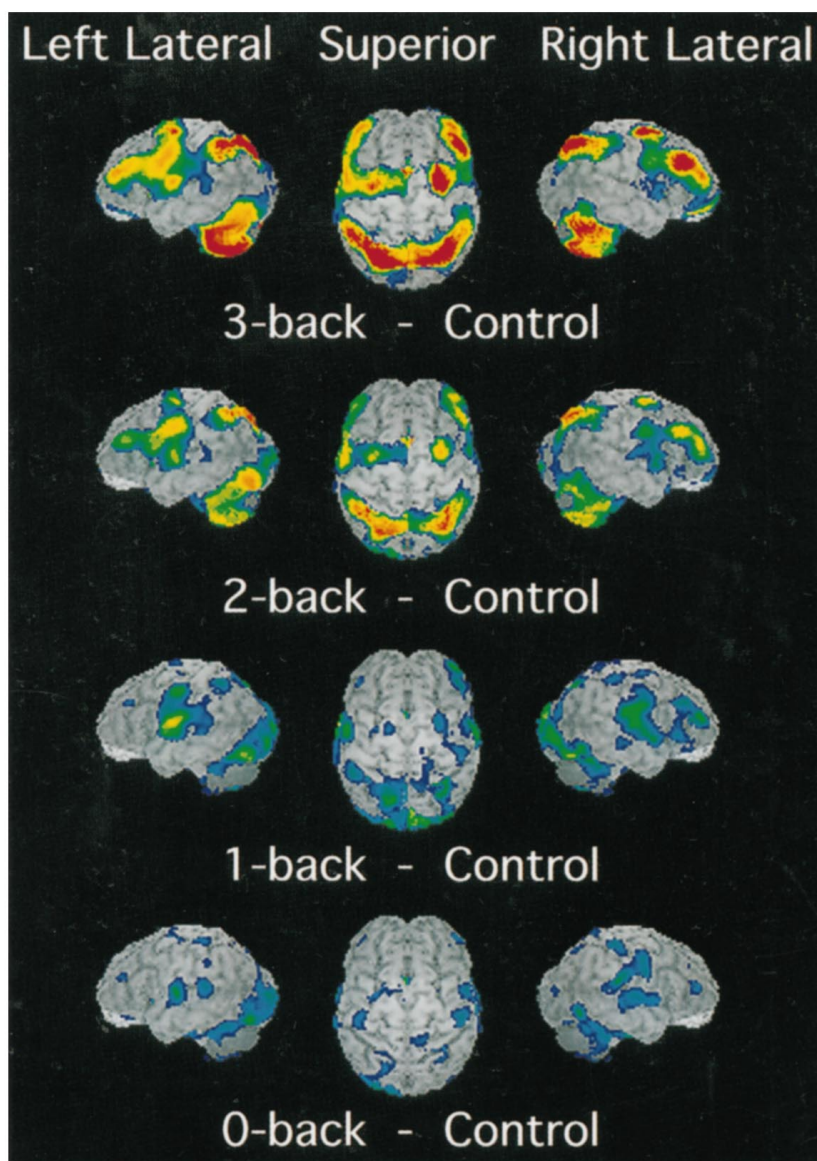 Left Lateral Superior Right Lateral
3-back - Control
2-back - Control
1-back - Control
0-back - Control